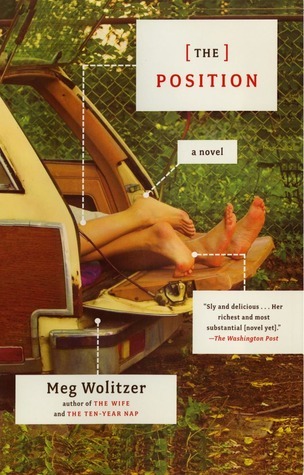 [ THE ]
POSITION
a novel
"Sly and delicious . . . Her
richest and most
substantial [novel yet]."
—The Washington Post
Meg Wolitzer
author of THE WIFE
and THE TEN-YEAR NAP